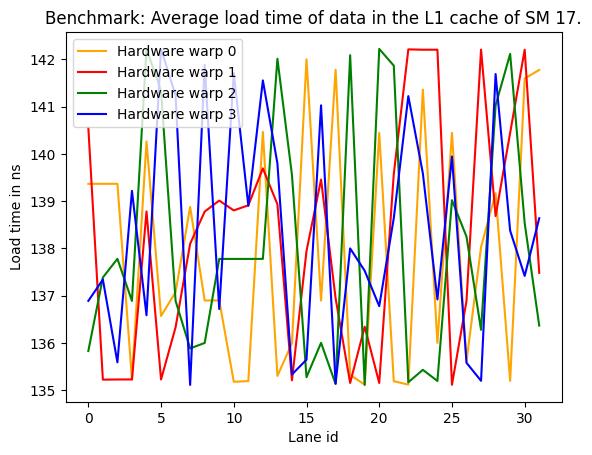 Benchmark: Average load time of data in the L1 cache of SM 17.
Hardware warp 0
Hardware warp 1
Hardware warp 2
Hardware warp 3
Load time in ns
142
141
140
139
138
137
136
135
0 5 10 15 20 25 30
Lane id